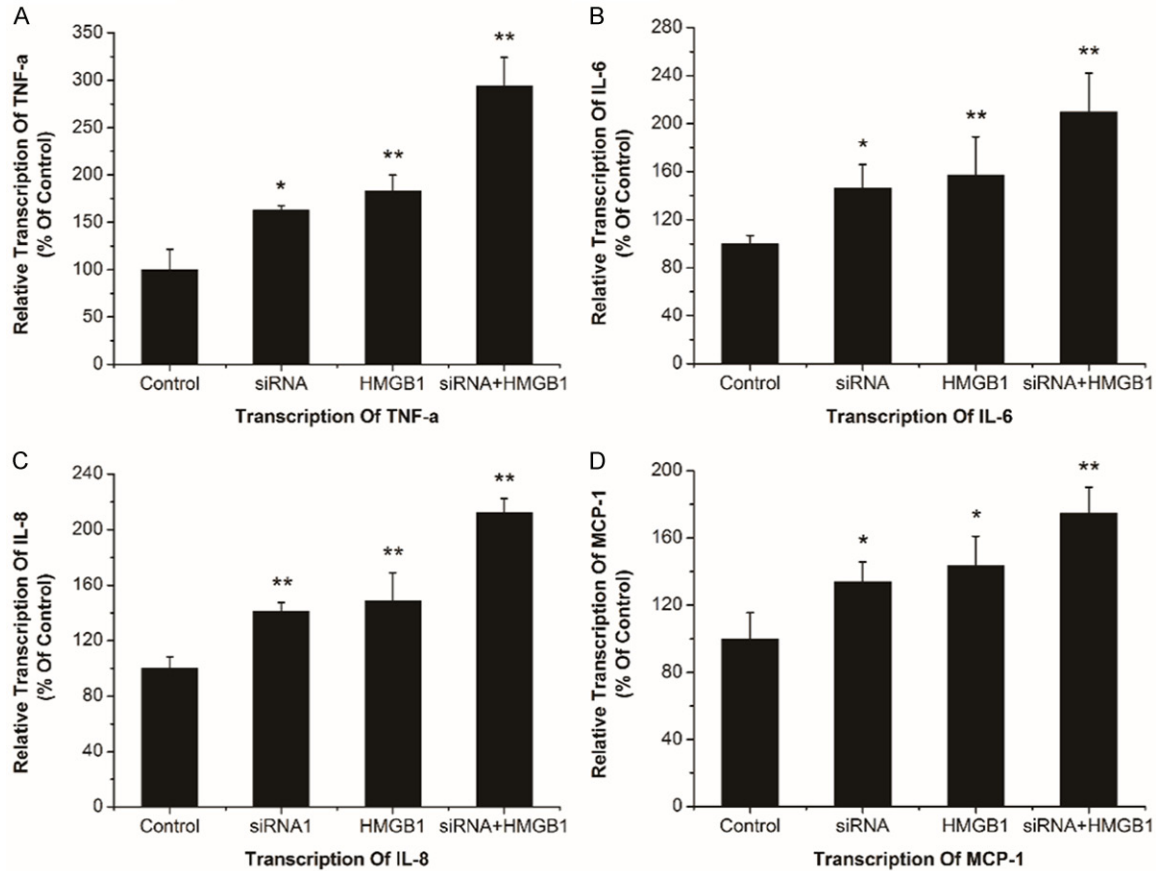 A
Relative Transcription Of TNF-a
(% Of Control)
350
300
250
200
150
100
50
0
*
**
**
Control
siRNA
HMGB1
siRNA+HMGB1
Transcription Of TNF-a
B
Relative Transcription Of IL-6
(% Of Control)
280
240
200
160
120
80
40
0
*
**
**
Control
siRNA
HMGB1
siRNA+HMGB1
Transcription Of IL-6
C
Relative Transcription Of IL-8
(% Of Control)
240
200
160
120
80
40
0
**
**
**
Control
siRNA1
HMGB1
siRNA+HMGB1
Transcription Of IL-8
D
Relative Transcription Of MCP-1
(% Of Control)
200
160
120
80
40
0
*
*
**
Control
siRNA
HMGB1
siRNA+HMGB1
Transcription Of MCP-1